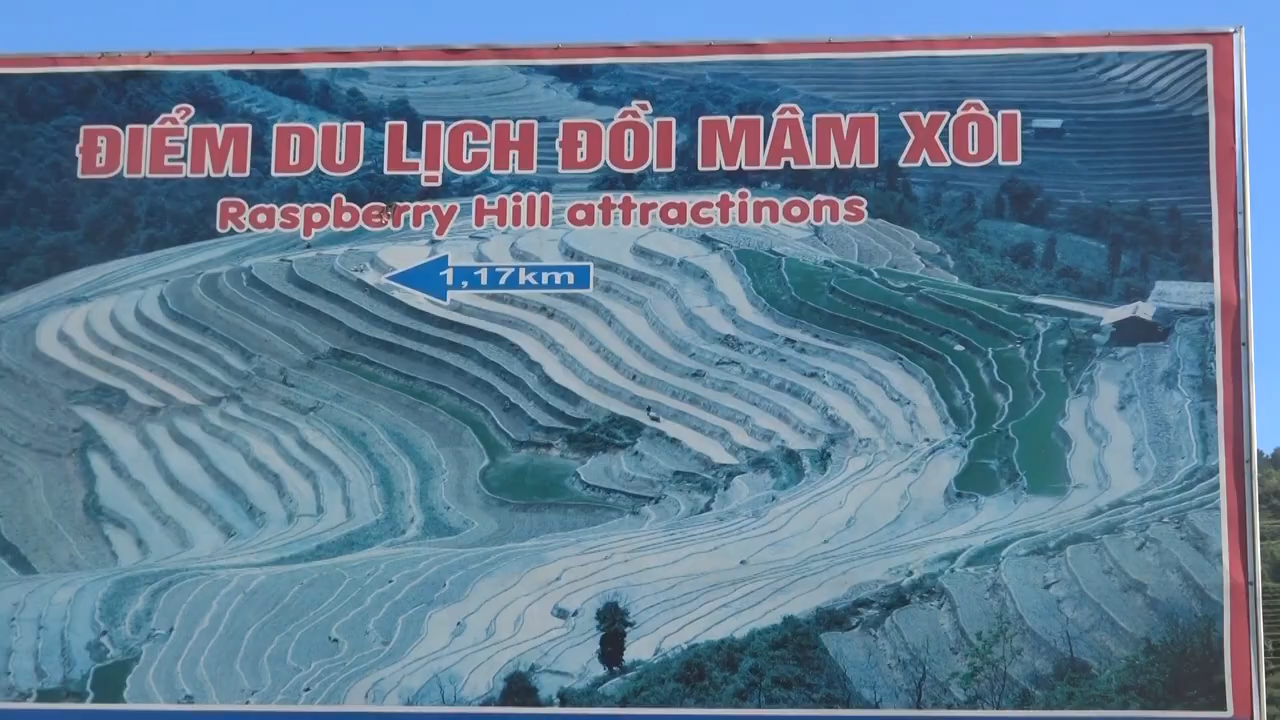 ĐIỂM DU LỊCH ĐỒI MÂM XÔI
Raspberry Hill attractinons
1,17km